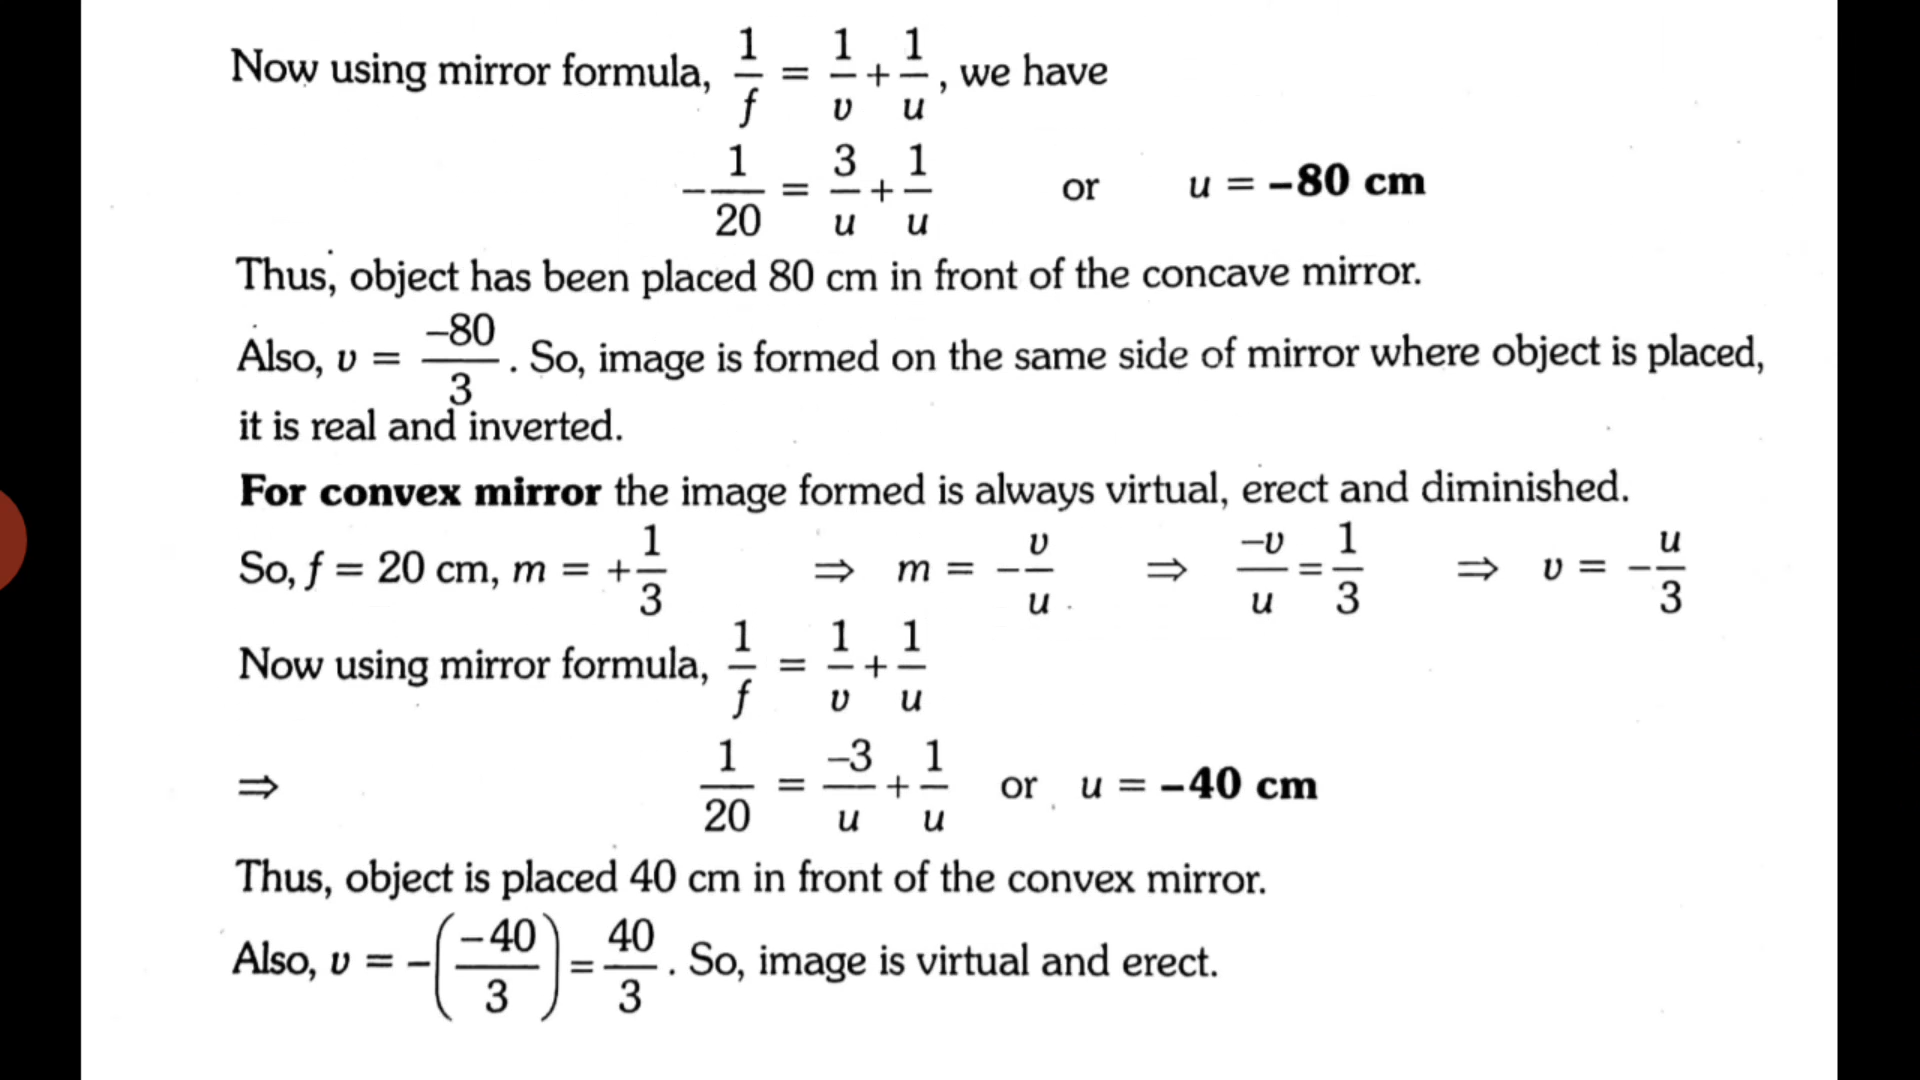 Now using mirror formula, 1/f = 1/v + 1/u, we have
-1/20 = 3/u + 1/u or u = –80 cm
Thus, object has been placed 80 cm in front of the concave mirror.
Also, v = –80/3. So, image is formed on the same side of mirror where object is placed,
it is real and inverted.
For convex mirror the image formed is always virtual, erect and diminished.
So, f = 20 cm, m = +1/3 ⇒ m = -v/u ⇒ –v/u = 1/3 ⇒ v = -u/3
Now using mirror formula, 1/f = 1/v + 1/u
⇒ 1/20 = –3/u + 1/u or u = –40 cm
Thus, object is placed 40 cm in front of the convex mirror.
Also, v = -(-40/3) = 40/3. So, image is virtual and erect.